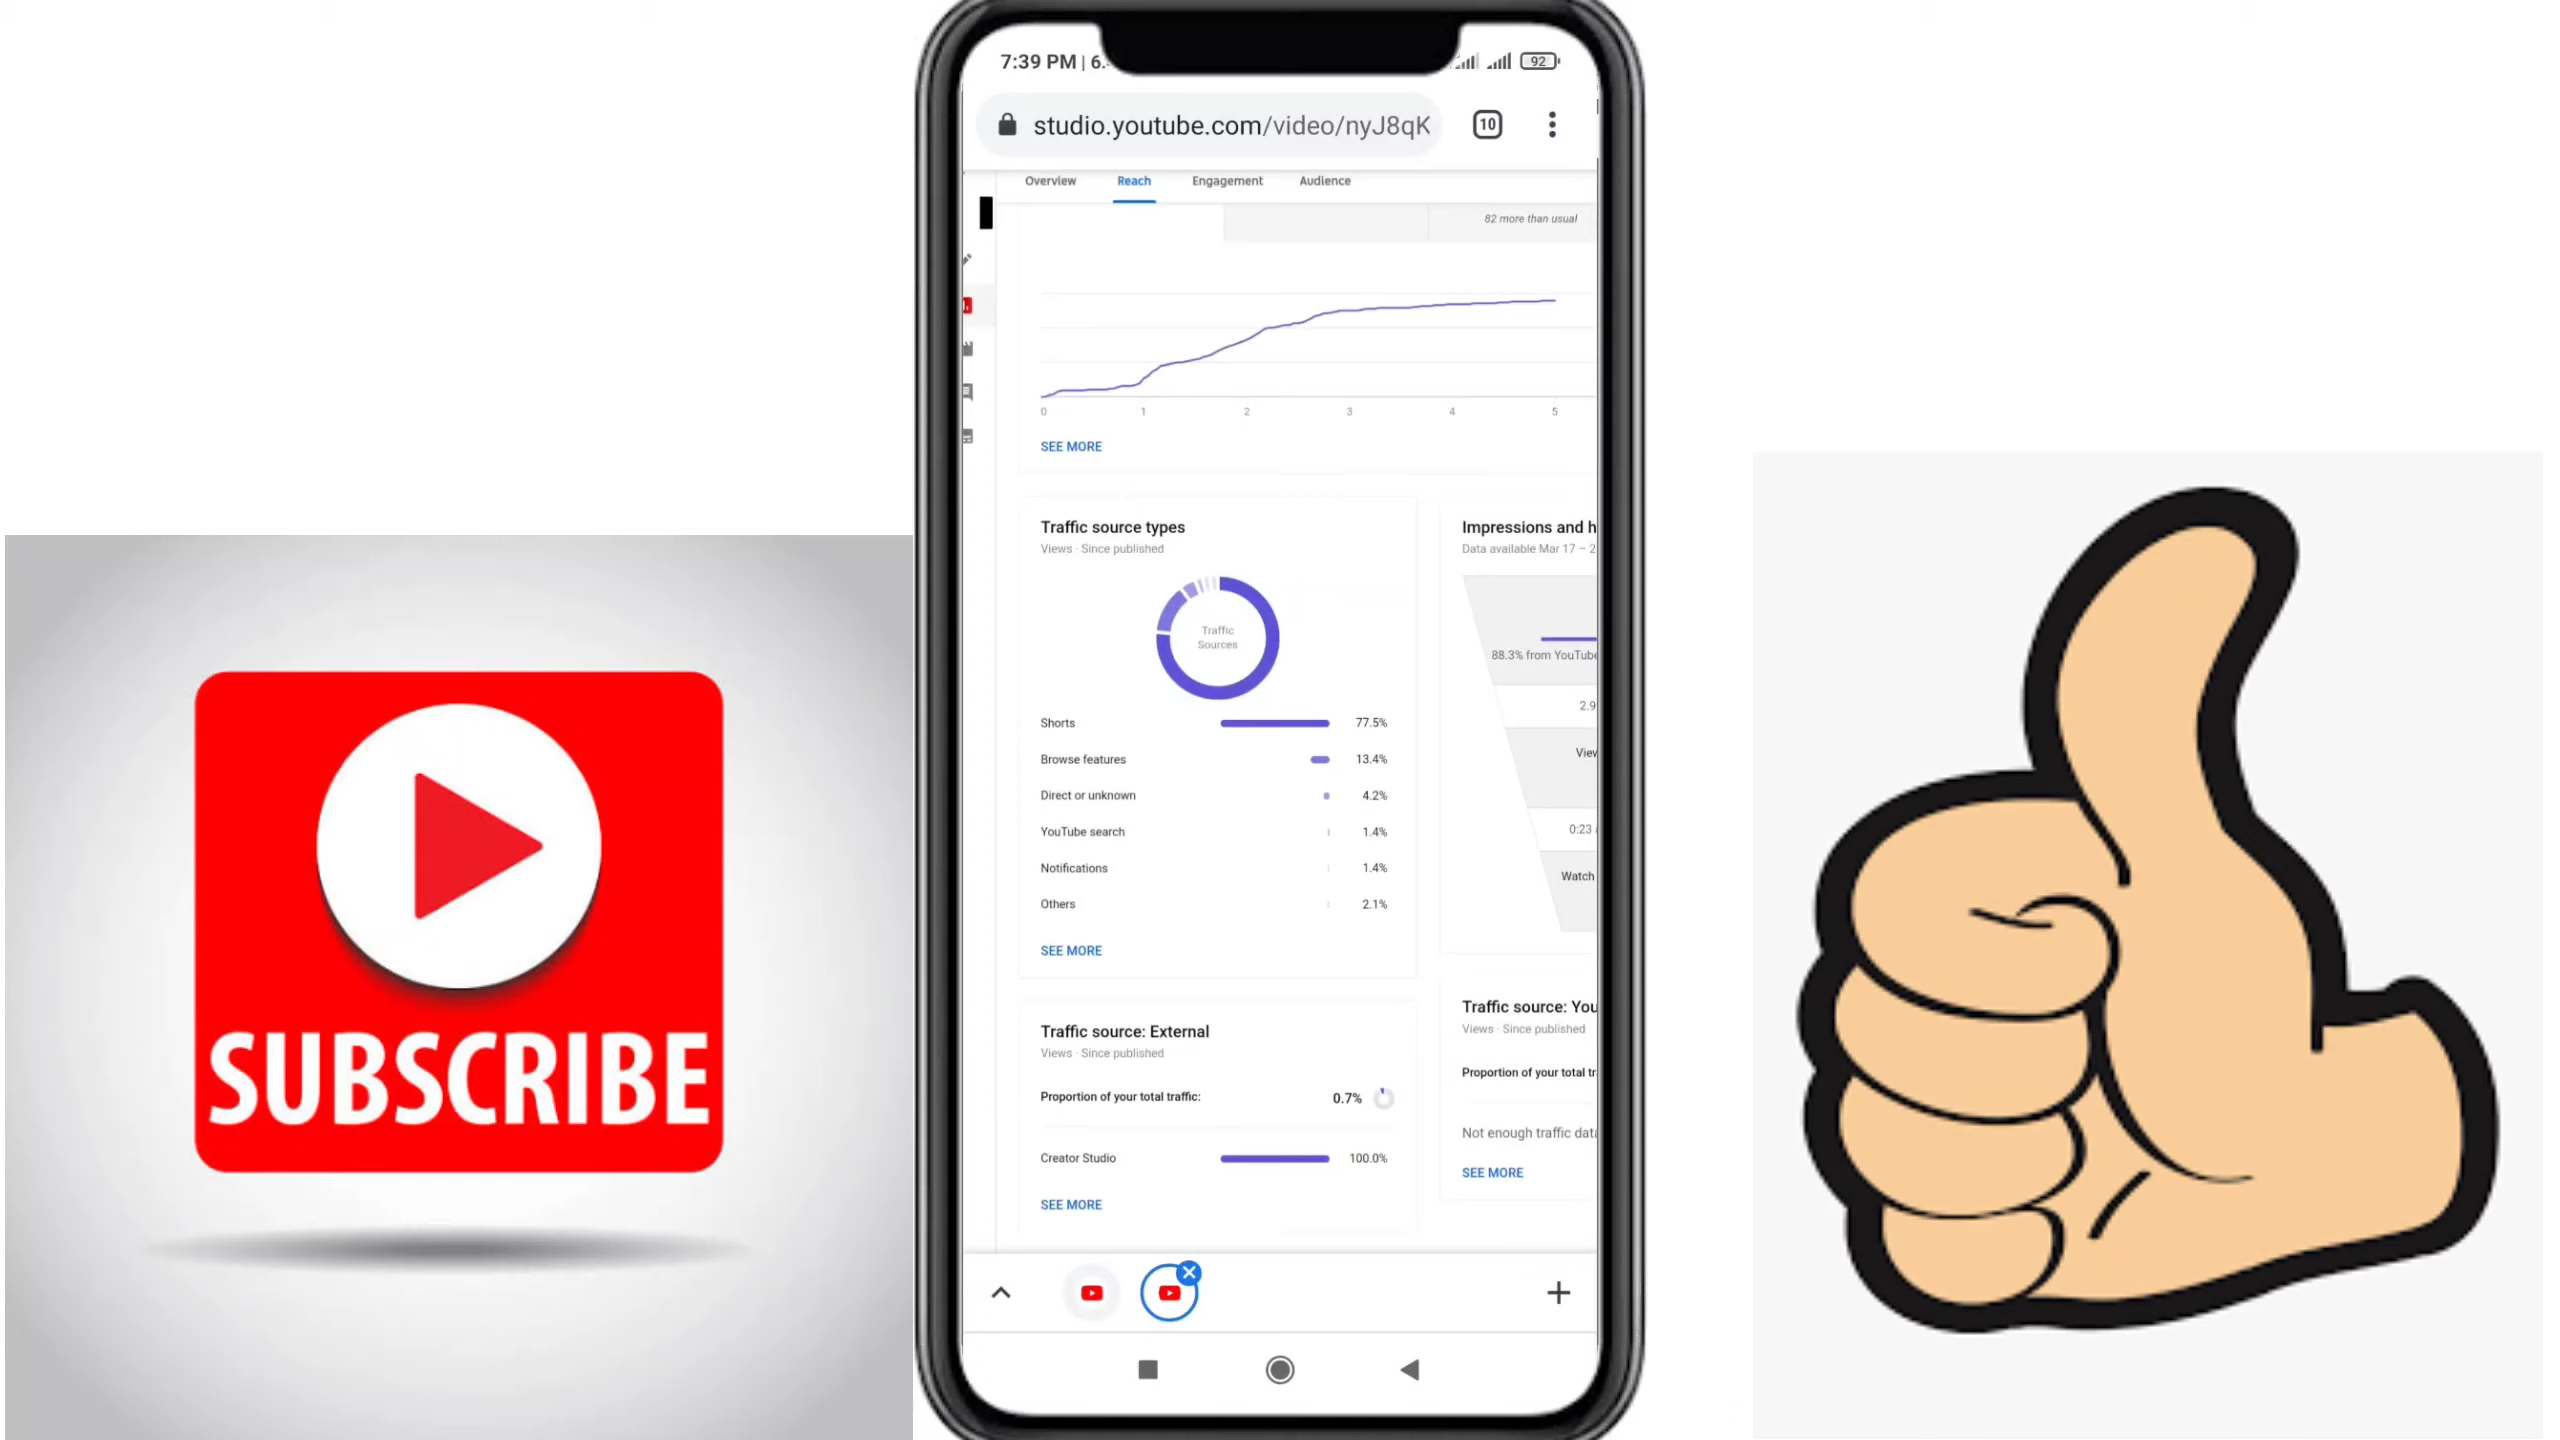 7:39 PM | 6.
92
studio.youtube.com/video/nyJ8qK
10
Overview Reach Engagement Audience
82 more than usual
0 1 2 3 4 5
SEE MORE
Traffic source types
Views · Since published
Traffic
Sources
Shorts 77.5%
Browse features 13.4%
Direct or unknown 4.2%
YouTube search 1.4%
Notifications 1.4%
Others 2.1%
SEE MORE
Impressions and h
Data available Mar 17 – 2
88.3% from YouTube
2.9
View
0:23
Watch
Traffic source: External
Views · Since published
Proportion of your total traffic: 0.7%
Creator Studio 100.0%
SEE MORE
Traffic source: You
Views · Since published
Proportion of your total tr
Not enough traffic data
SEE MORE
SUBSCRIBE